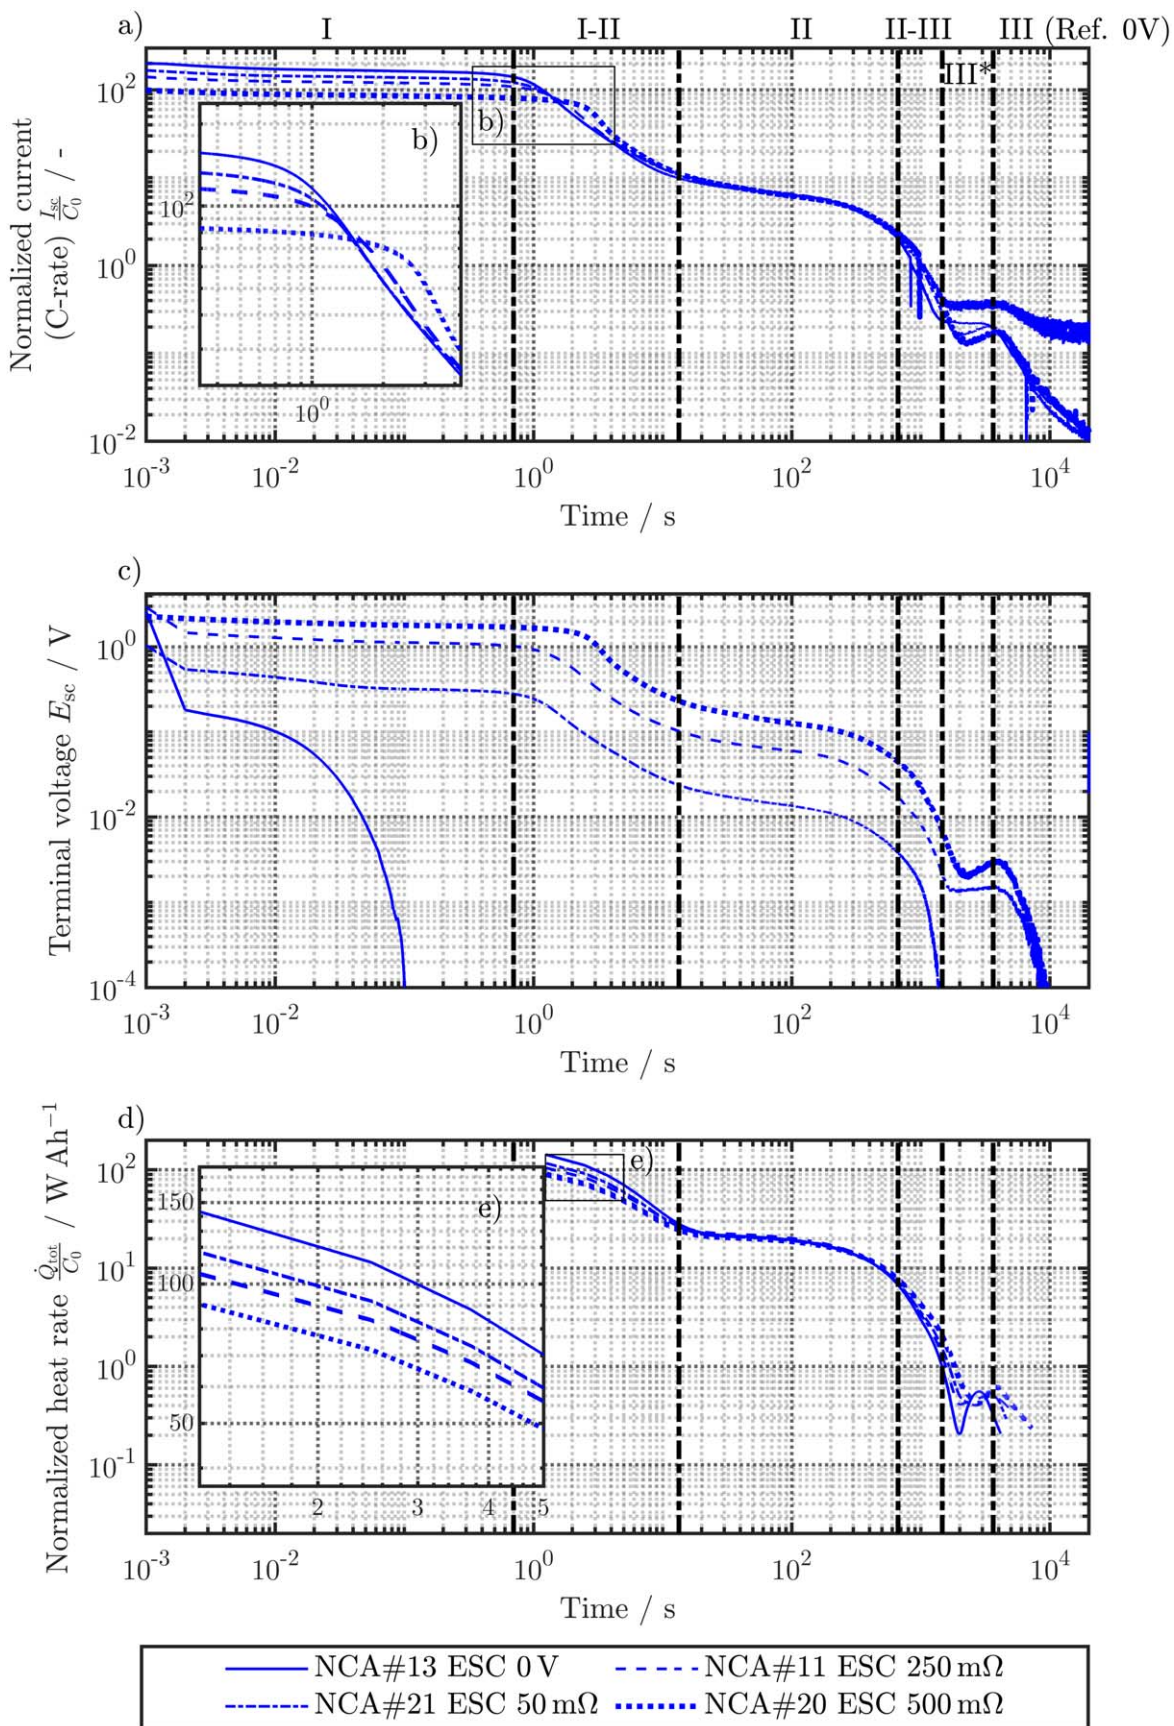 a) I I-II II II-III III (Ref. 0V)
III*
10^2
b)
b)
10^2
10^0
10^0
10^-2
10^-3 10^-2 10^0 10^2 10^4
Time / s
Normalized current
(C-rate) I_sc/C_0 / -
c)
10^0
10^-2
10^-4
10^-3 10^-2 10^0 10^2 10^4
Time / s
Terminal voltage E_sc / V
d)
10^2
e)
150
e)
100
10^1
50
10^0
2 3 4 5
10^-1
10^-3 10^-2 10^0 10^2 10^4
Time / s
Normalized heat rate Q̇_tot/C_0 / W Ah^−1
NCA#13 ESC 0 V NCA#11 ESC 250 mΩ
NCA#21 ESC 50 mΩ NCA#20 ESC 500 mΩ